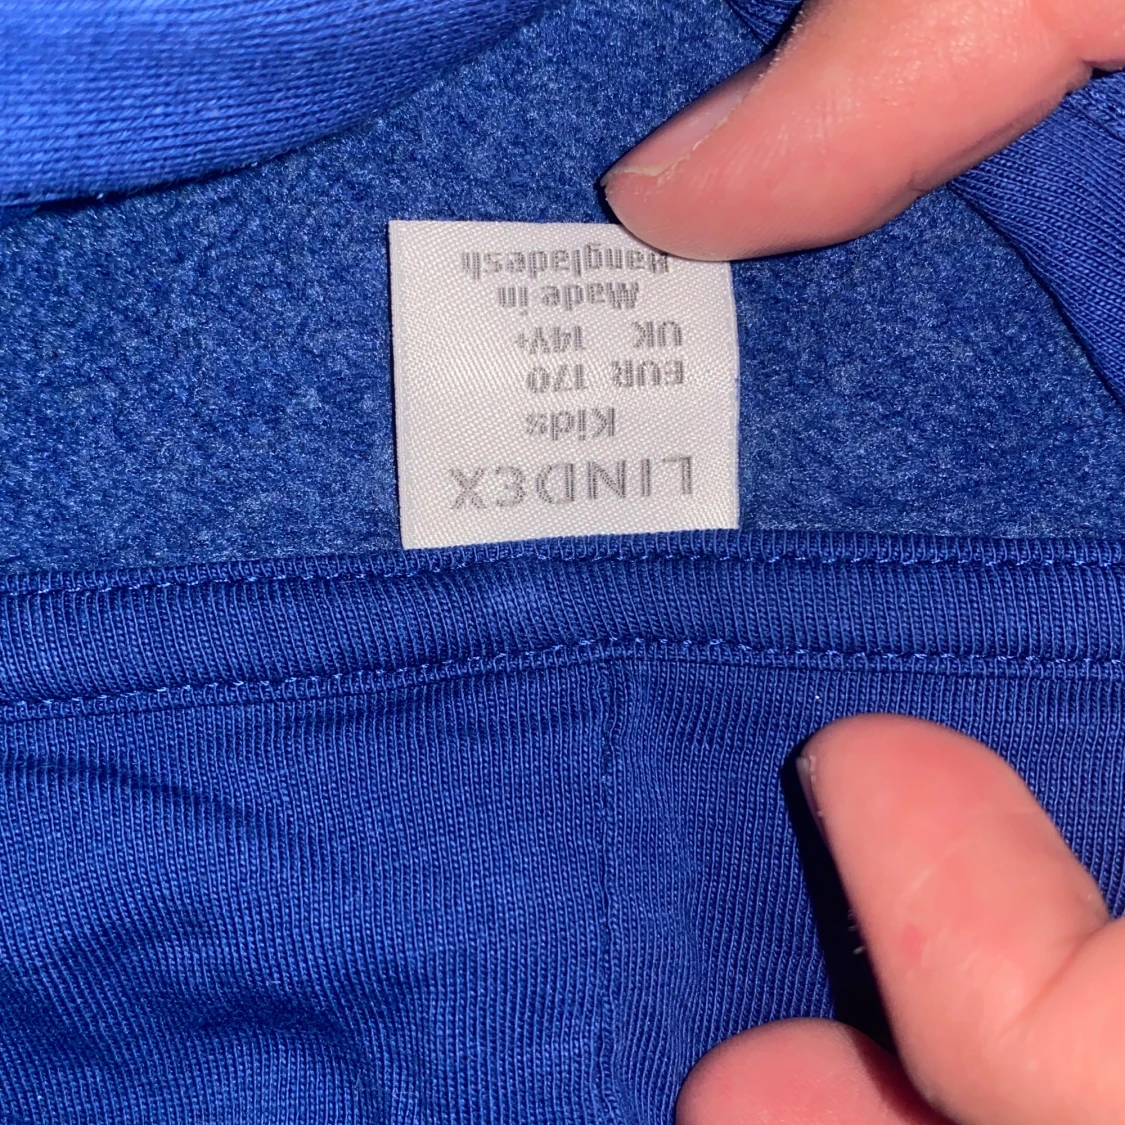 LINDEX
Kids
EUR 170
UK 14Y+
Made in
Bangladesh